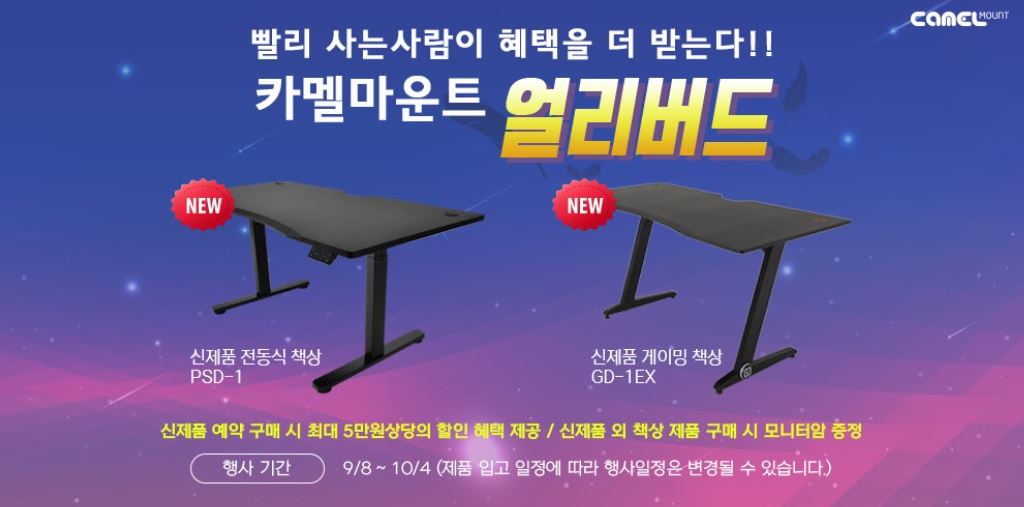 CAMEL MOUNT
빨리 사는사람이 혜택을 더 받는다!!
카멜마운트 얼리버드
NEW
NEW
신제품 전동식 책상
PSD-1
신제품 게이밍 책상
GD-1EX
신제품 예약 구매 시 최대 5만원상당의 할인 혜택 제공 / 신제품 외 책상 제품 구매 시 모니터암 증정
행사 기간 9/8 ~ 10/4 (제품 입고 일정에 따라 행사일정은 변경될 수 있습니다.)